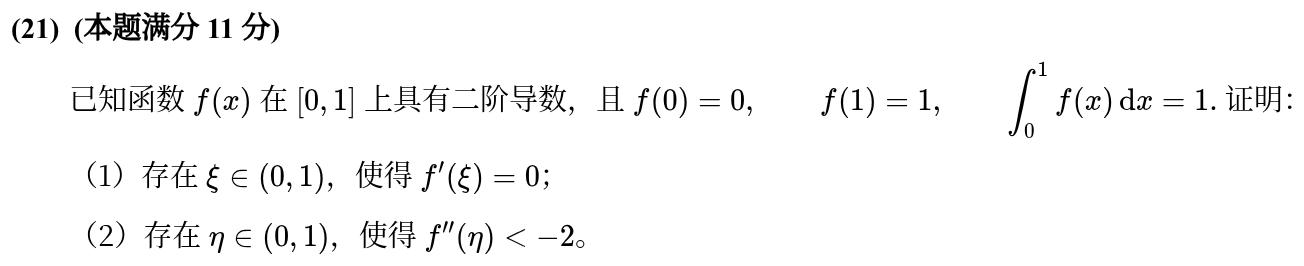 (21) (本题满分 11 分)
已知函数 f(x) 在 [0, 1] 上具有二阶导数，且 f(0) = 0, f(1) = 1, ∫₀¹ f(x) dx = 1. 证明：
（1）存在 ξ ∈ (0, 1)，使得 f′(ξ) = 0；
（2）存在 η ∈ (0, 1)，使得 f″(η) < −2。